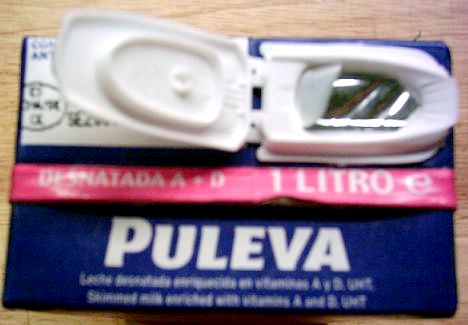 DESNATADA A + D 1 LITRO e
PULEVA
Leche desnatada enriquecida en vitaminas A y D. UHT.
Skimmed milk enriched with vitamins A and D. UHT